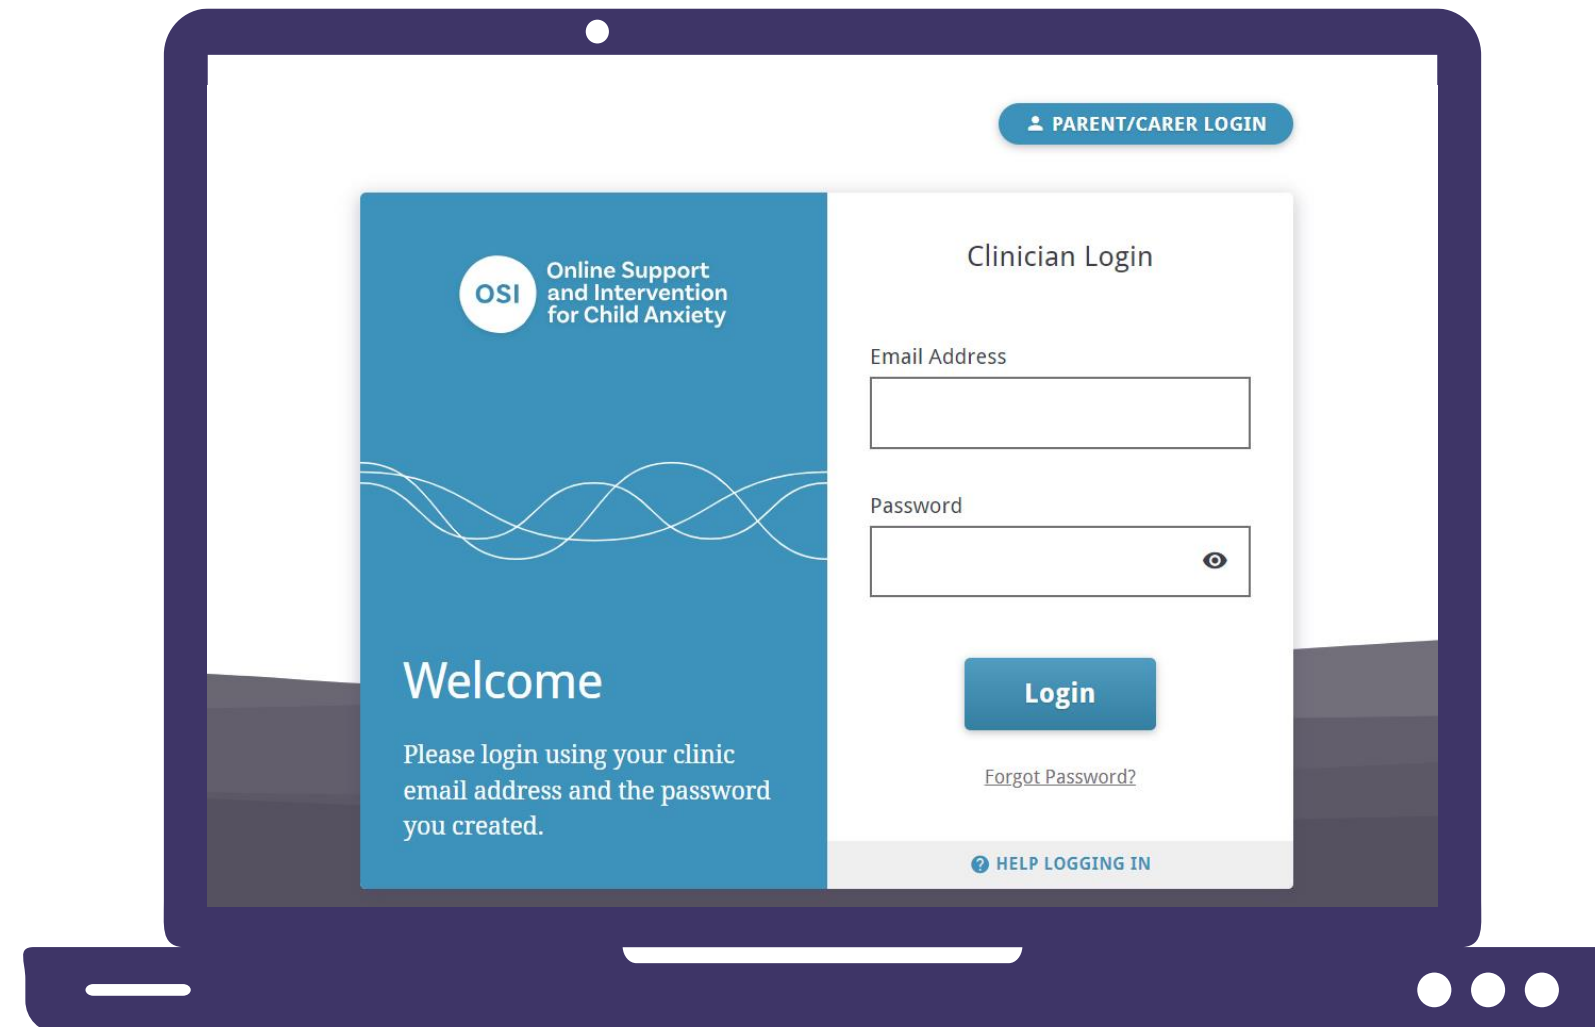 PARENT/CARER LOGIN
OSI
Online Support
and Intervention
for Child Anxiety
Welcome
Please login using your clinic
email address and the password
you created.
Clinician Login
Email Address
Password
Login
Forgot Password?
? HELP LOGGING IN